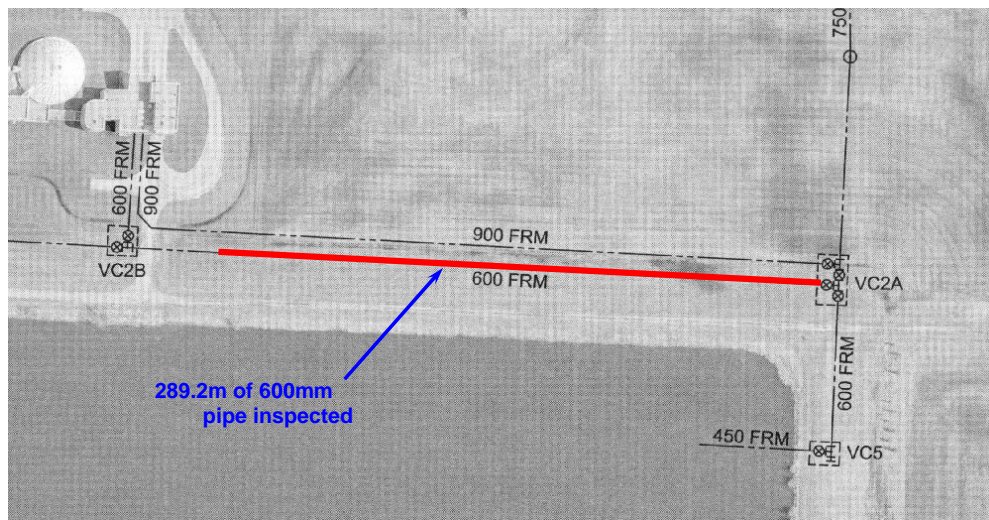 750
600 FRM
900 FRM
900 FRM
600 FRM
VC2B
VC2A
289.2m of 600mm
pipe inspected
600 FRM
450 FRM
VC5